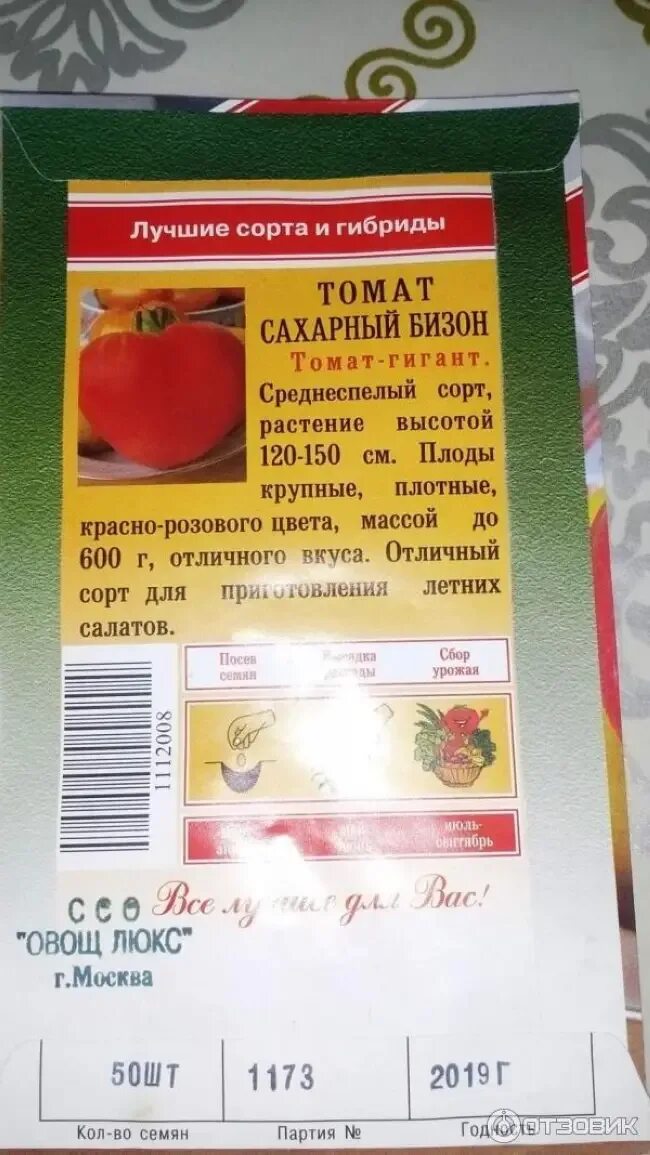 Лучшие сорта и гибриды
ТОМАТ
САХАРНЫЙ БИЗОН
Томат-гигант.
Среднеспелый сорт,
растение высотой
120-150 см. Плоды
крупные, плотные,
красно-розового цвета, массой до
600 г, отличного вкуса. Отличный
сорт для приготовления летних
салатов.
Посев семян
Сбор урожая
июль-
сентябрь
1112008
Все лучшее для Вас!
"ОВОЩ ЛЮКС"
г.Москва
50ШТ 1173 2019Г
Кол-во семян Партия № Годность
ОТЗОВИК